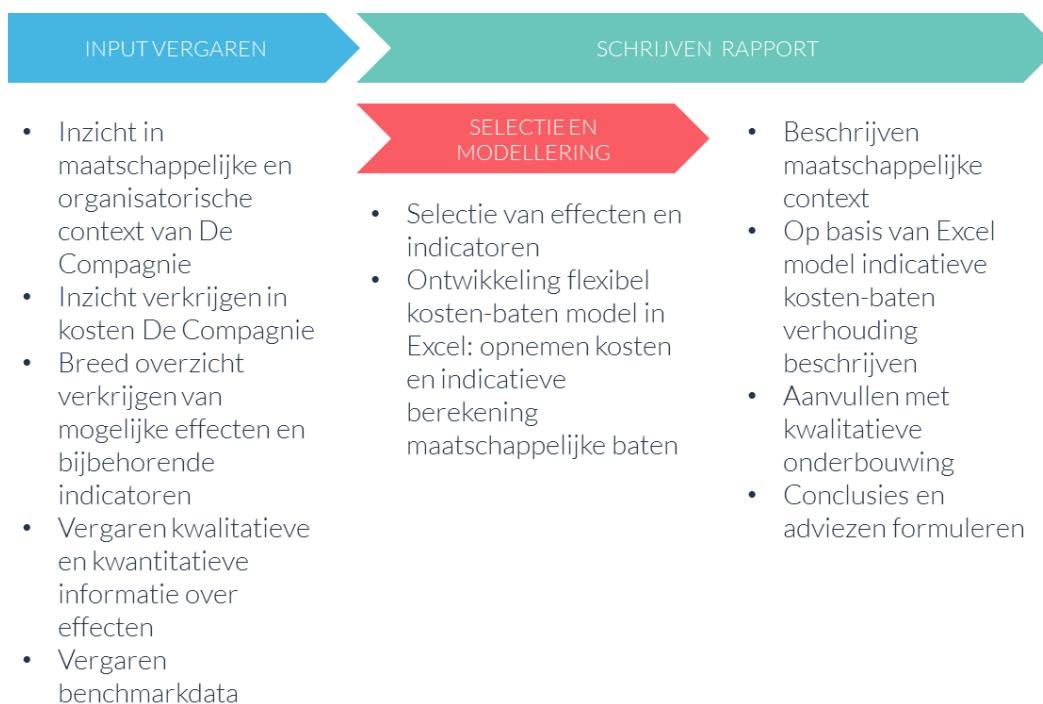 INPUT VERGAREN
SCHRIJVEN RAPPORT
• Inzicht in
maatschappelijke en
organisatorische
context van De
Compagnie
• Inzicht verkrijgen in
kosten De Compagnie
• Breed overzicht
verkrijgen van
mogelijke effecten en
bijbehorende
indicatoren
• Vergaren kwalitatieve
en kwantitatieve
informatie over
effecten
• Vergaren
benchmarkdata
SELECTIE EN
MODELLERING
• Selectie van effecten en
indicatoren
• Ontwikkeling flexibel
kosten-baten model in
Excel: opnemen kosten
en indicatieve
berekening
maatschappelijke baten
• Beschrijven
maatschappelijke
context
• Op basis van Excel
model indicatieve
kosten-baten
verhouding
beschrijven
• Aanvullen met
kwalitatieve
onderbouwing
• Conclusies en
adviezen formuleren